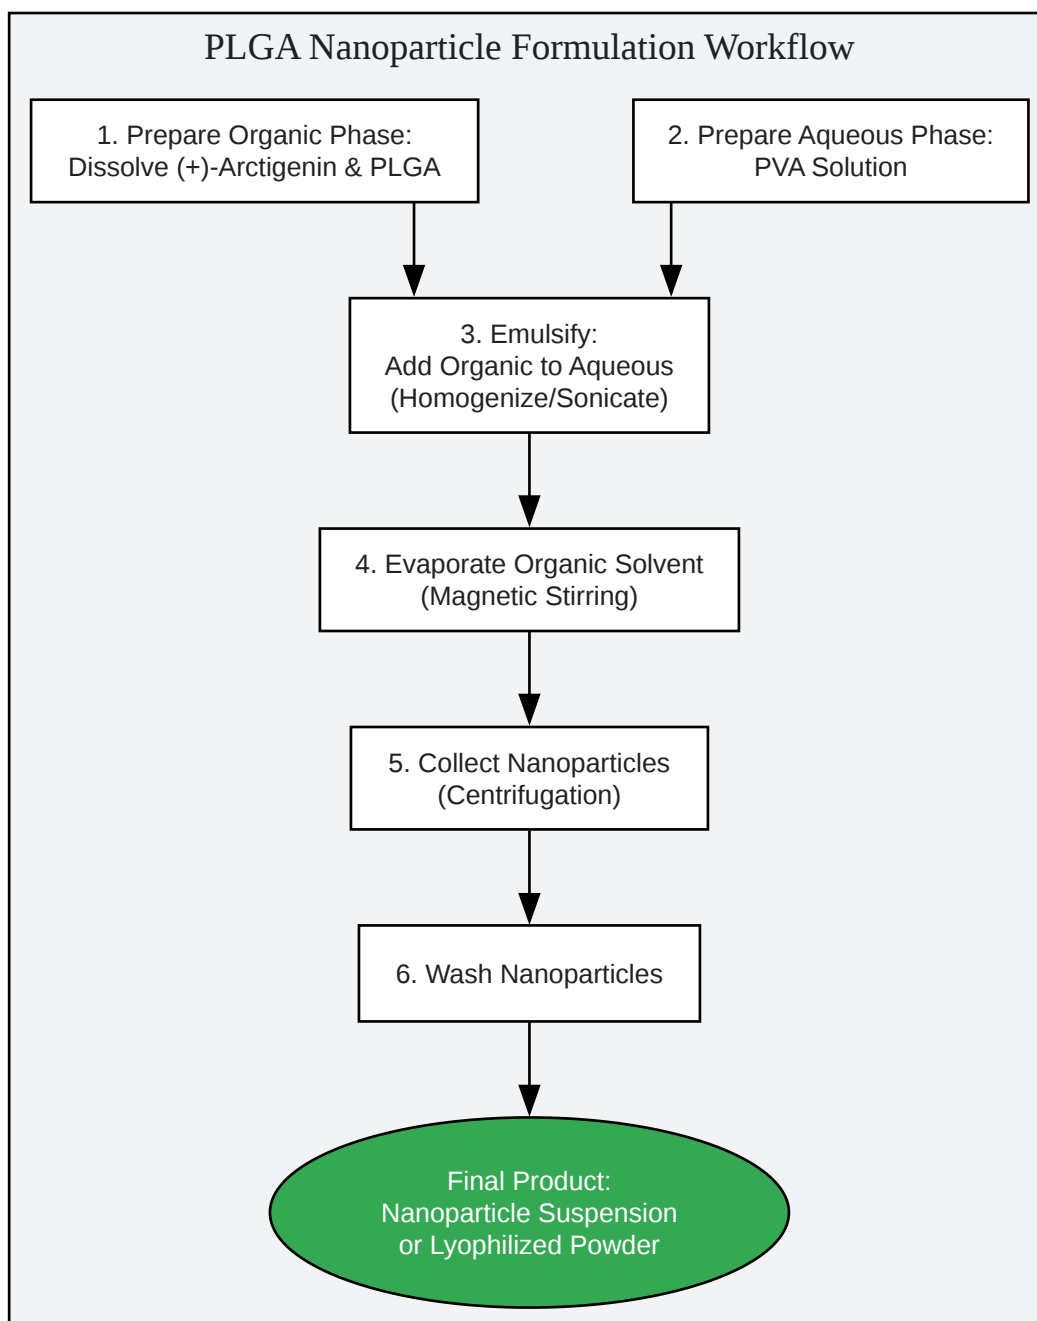 PLGA Nanoparticle Formulation Workflow
1. Prepare Organic Phase:
Dissolve (+)-Arctigenin & PLGA
2. Prepare Aqueous Phase:
PVA Solution
3. Emulsify:
Add Organic to Aqueous
(Homogenize/Sonicate)
4. Evaporate Organic Solvent
(Magnetic Stirring)
5. Collect Nanoparticles
(Centrifugation)
6. Wash Nanoparticles
Final Product:
Nanoparticle Suspension
or Lyophilized Powder